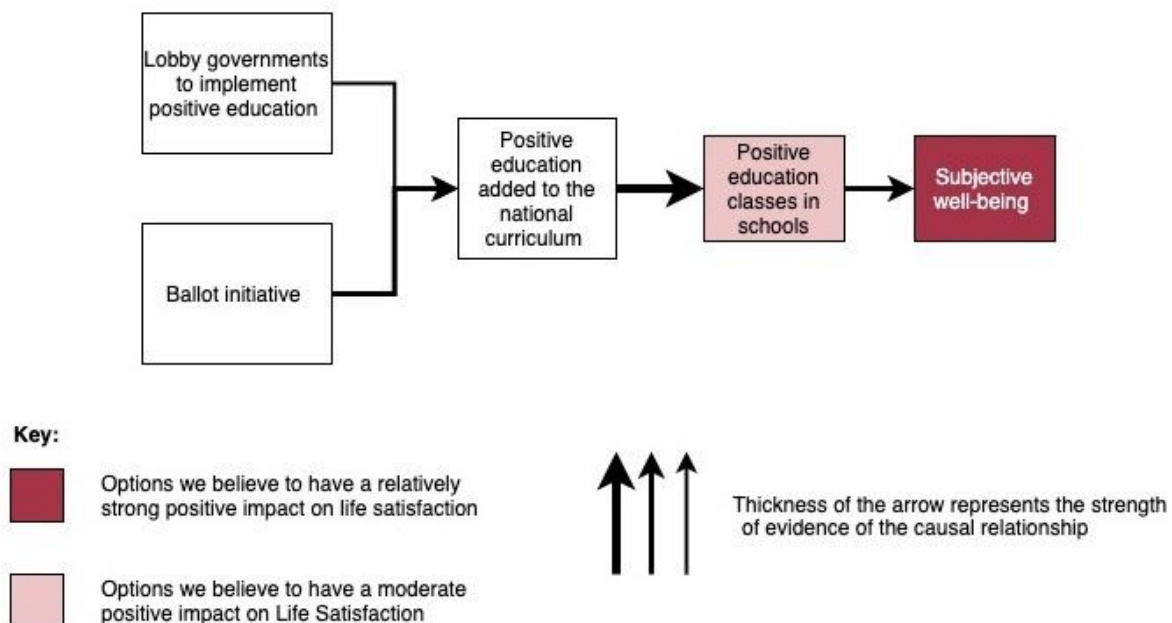 Lobby governments
to implement
positive education
Ballot initiative
Positive
education
added to the
national
curriculum
Positive
education
classes in
schools
Subjective
well-being
Key:
Options we believe to have a relatively
strong positive impact on life satisfaction
Options we believe to have a moderate
positive impact on Life Satisfaction
Thickness of the arrow represents the strength
of evidence of the causal relationship